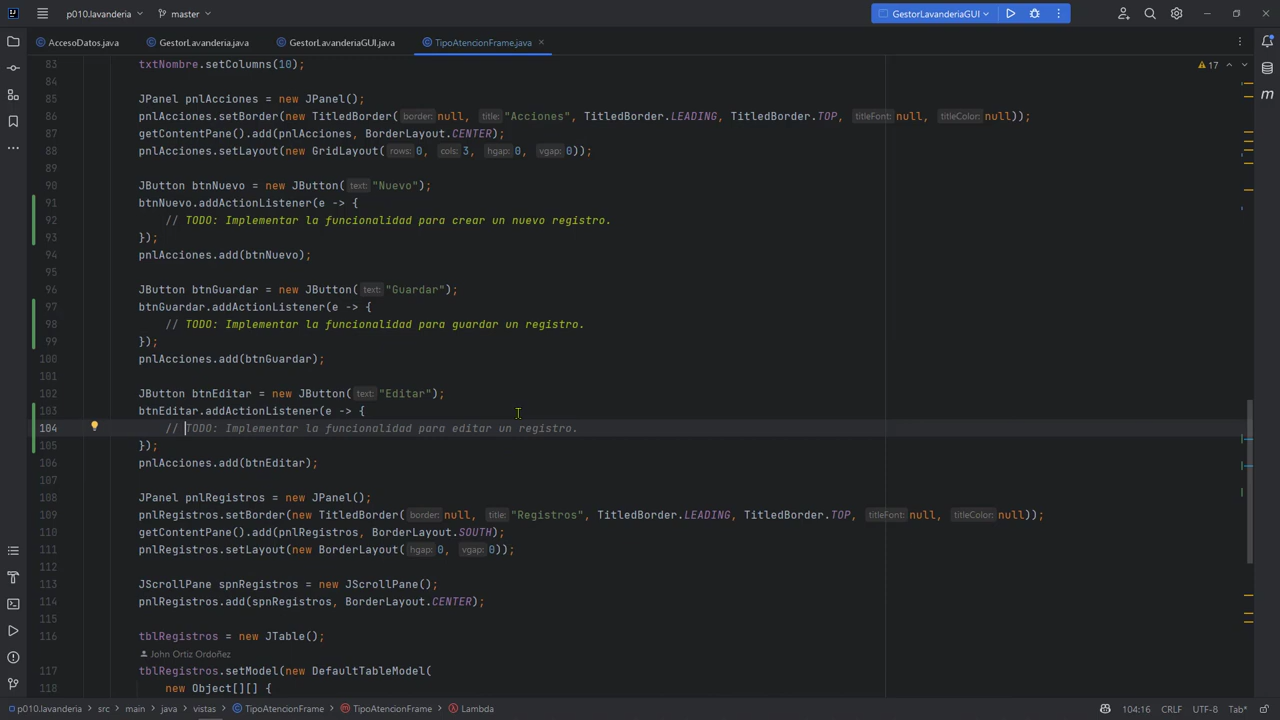 p010.lavanderia
master
GestorLavanderiaGUI
AccesoDatos.java
GestorLavanderia.java
GestorLavanderiaGUI.java
TipoAtencionFrame.java
17
83 txtNombre.setColumns(10);
84
85 JPanel pnlAcciones = new JPanel();
86 pnlAcciones.setBorder(new TitledBorder( border: null, title: "Acciones", TitledBorder.LEADING, TitledBorder.TOP, titleFont: null, titleColor: null));
87 getContentPane().add(pnlAcciones, BorderLayout.CENTER);
88 pnlAcciones.setLayout(new GridLayout( rows: 0, cols: 3, hgap: 0, vgap: 0));
89
90 JButton btnNuevo = new JButton( text: "Nuevo");
91 btnNuevo.addActionListener(e -> {
92 // TODO: Implementar la funcionalidad para crear un nuevo registro.
93 });
94 pnlAcciones.add(btnNuevo);
95
96 JButton btnGuardar = new JButton( text: "Guardar");
97 btnGuardar.addActionListener(e -> {
98 // TODO: Implementar la funcionalidad para guardar un registro.
99 });
100 pnlAcciones.add(btnGuardar);
101
102 JButton btnEditar = new JButton( text: "Editar");
103 btnEditar.addActionListener(e -> {
104 // TODO: Implementar la funcionalidad para editar un registro.
105 });
106 pnlAcciones.add(btnEditar);
107
108 JPanel pnlRegistros = new JPanel();
109 pnlRegistros.setBorder(new TitledBorder( border: null, title: "Registros", TitledBorder.LEADING, TitledBorder.TOP, titleFont: null, titleColor: null));
110 getContentPane().add(pnlRegistros, BorderLayout.SOUTH);
111 pnlRegistros.setLayout(new BorderLayout( hgap: 0, vgap: 0));
112
113 JScrollPane spnRegistros = new JScrollPane();
114 pnlRegistros.add(spnRegistros, BorderLayout.CENTER);
115
116 tblRegistros = new JTable();
John Ortiz Ordoñez
117 tblRegistros.setModel(new DefaultTableModel(
118 new Object[][] {
p010.lavanderia > src > main > java > vistas > TipoAtencionFrame > TipoAtencionFrame > Lambda
104:16 CRLF UTF-8 Tab*